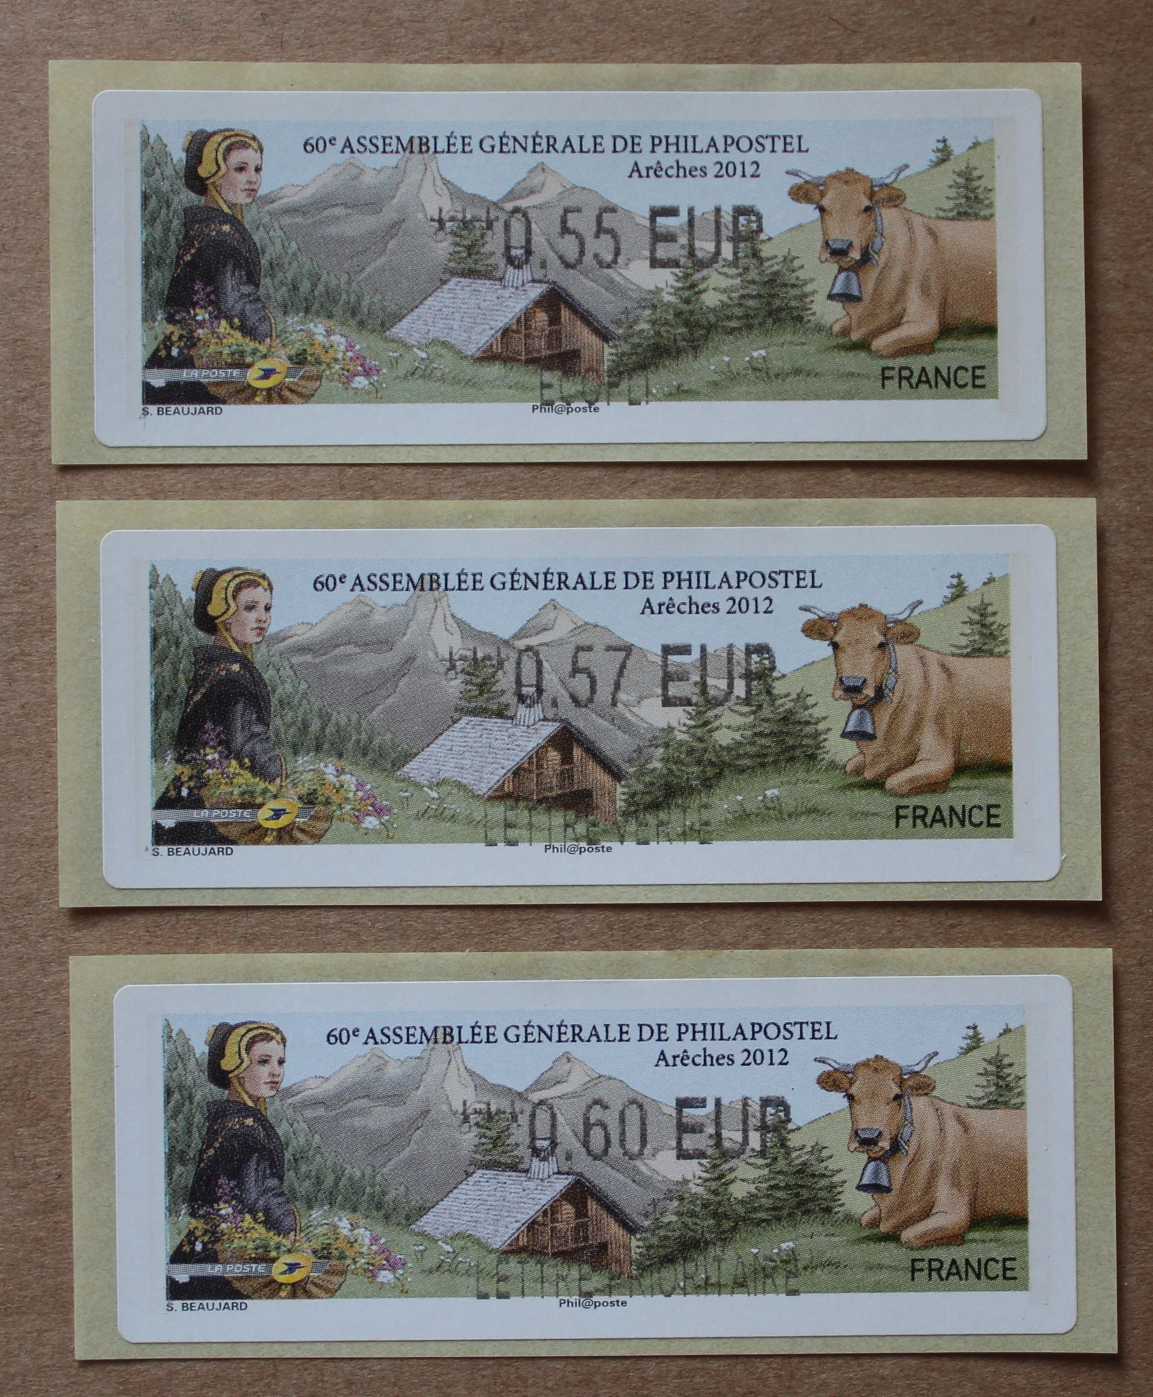 60e ASSEMBLÉE GÉNÉRALE DE PHILAPOSTEL
Arêches 2012
***0.55 EUR
LA POSTE
FRANCE
ECOPLI
S. BEAUJARD
Phil@poste
60e ASSEMBLÉE GÉNÉRALE DE PHILAPOSTEL
Arêches 2012
***0.57 EUR
LA POSTE
FRANCE
LETTRE VERTE
S. BEAUJARD
Phil@poste
60e ASSEMBLÉE GÉNÉRALE DE PHILAPOSTEL
Arêches 2012
***0.60 EUR
LA POSTE
FRANCE
LETTRE PRIORITAIRE
S. BEAUJARD
Phil@poste